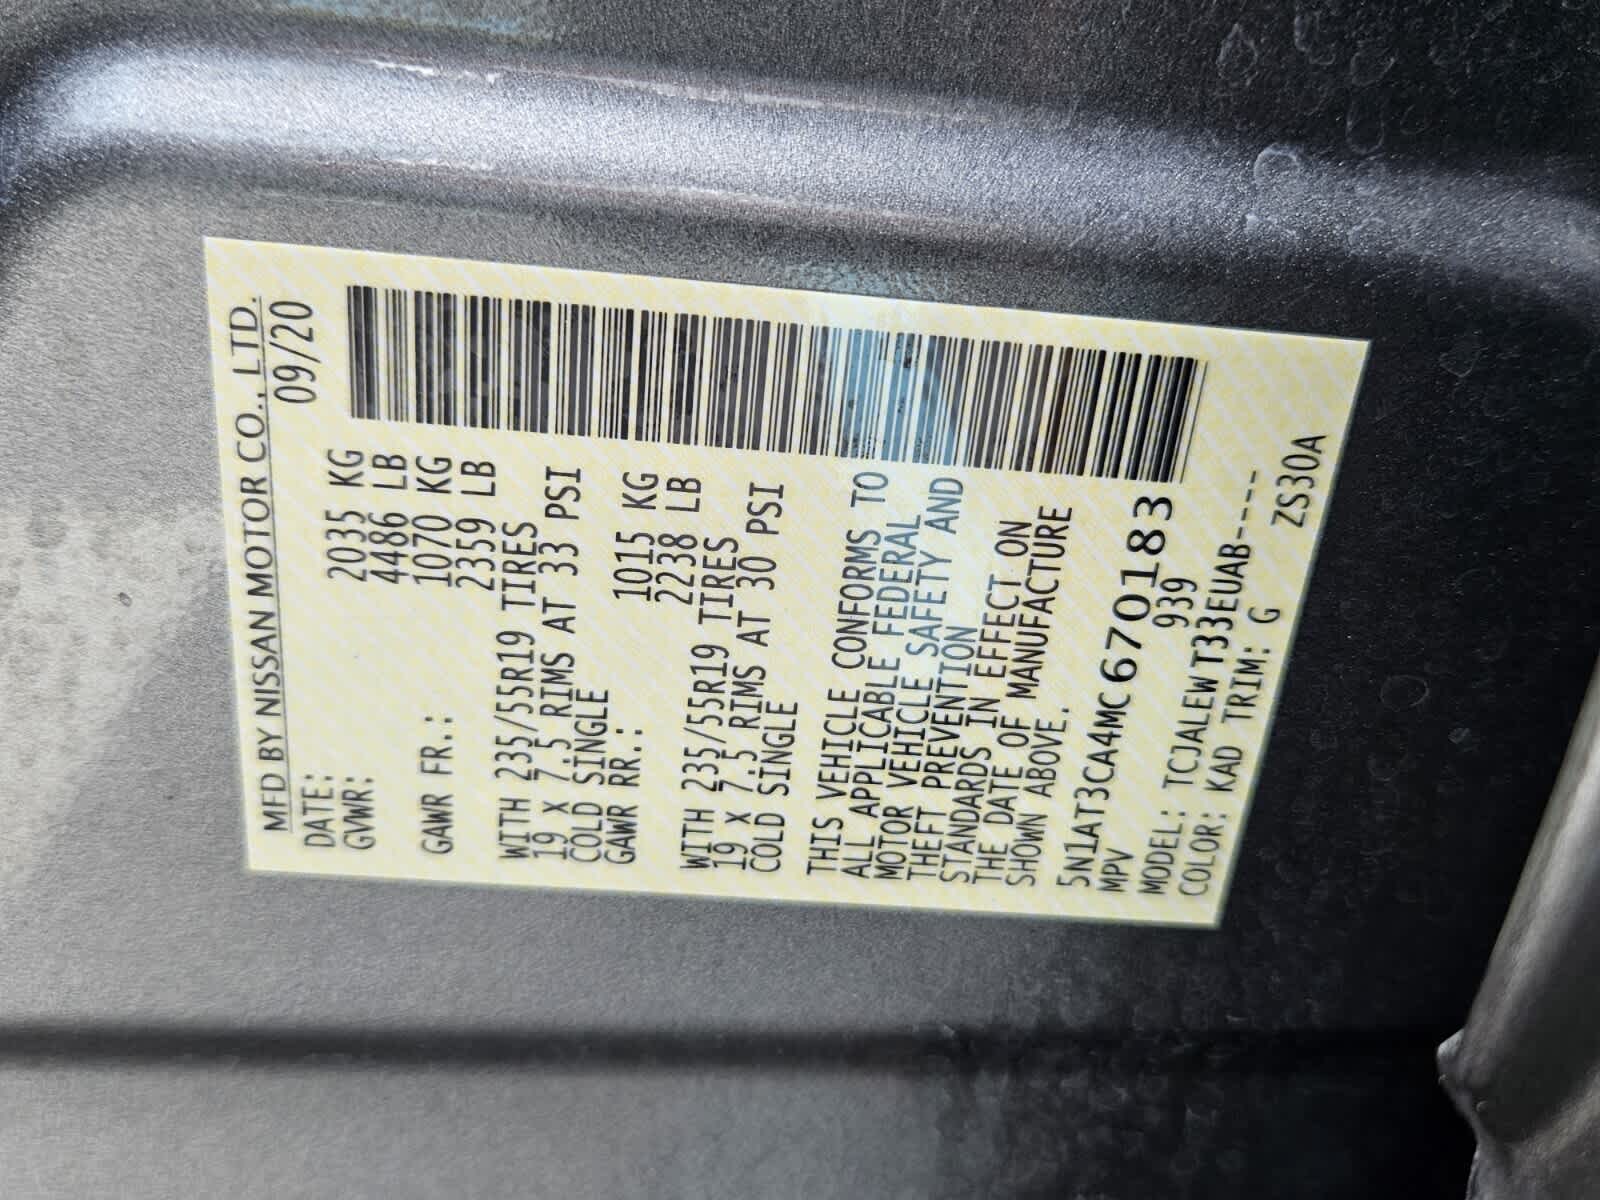 MFD BY NISSAN MOTOR CO., LTD.
DATE: 09/20
GVWR: 2035 KG
4486 LB
GAWR FR.: 1070 KG
2359 LB
WITH 235/55R19 TIRES
19 X 7.5 RIMS AT 33 PSI
COLD SINGLE
GAWR RR.: 1015 KG
2238 LB
WITH 235/55R19 TIRES
19 X 7.5 RIMS AT 30 PSI
COLD SINGLE
THIS VEHICLE CONFORMS TO
ALL APPLICABLE FEDERAL
MOTOR VEHICLE SAFETY AND
THEFT PREVENTION
STANDARDS IN EFFECT ON
THE DATE OF MANUFACTURE
SHOWN ABOVE.
5N1AT3CA4MC670183
MPV 939
MODEL: TCJALEW T33EUAB----
COLOR: KAD TRIM: G
ZS30A